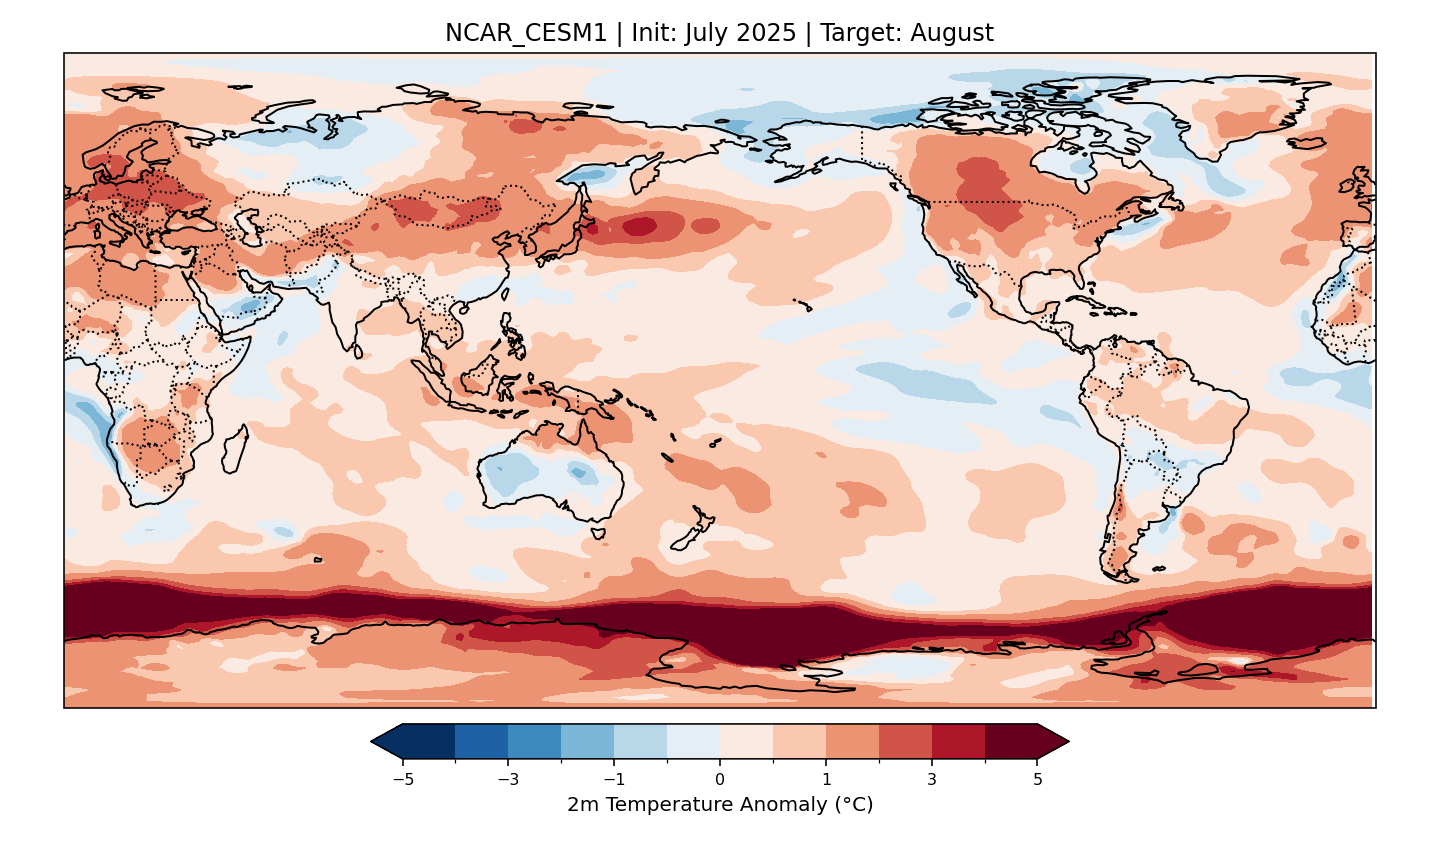 NCAR_CESM1 | Init: July 2025 | Target: August
−5 −3 −1 0 1 3 5
2m Temperature Anomaly (°C)